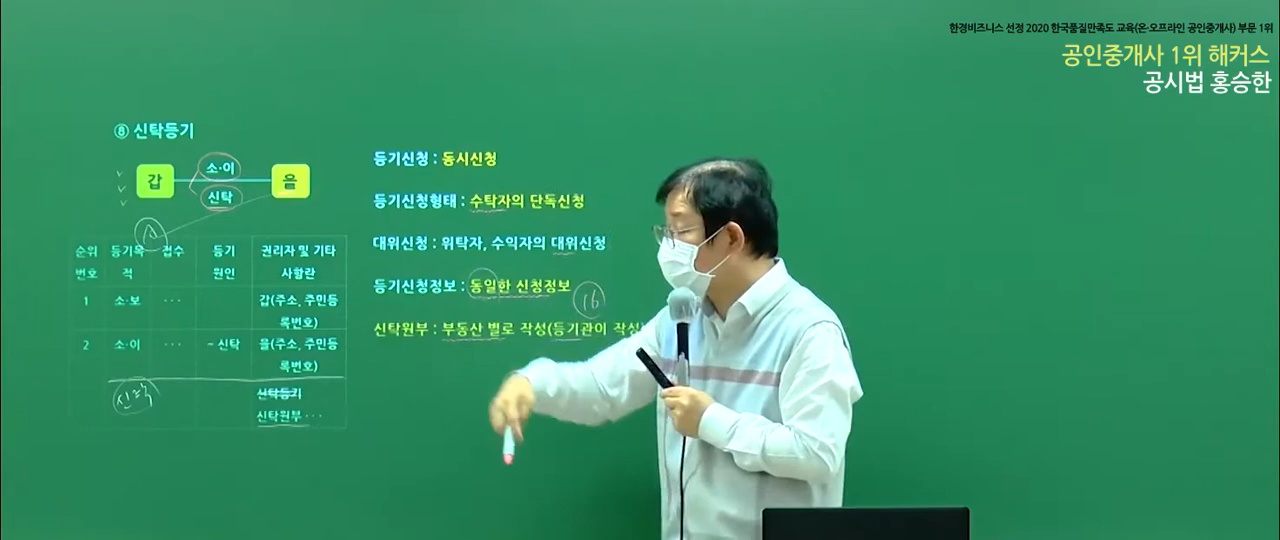 한경비즈니스 선정 2020 한국품질만족도 교육(온·오프라인 공인중개사) 부문 1위
공인중개사 1위 해커스
공시법 홍승한
⑧ 신탁등기
갑
소·이
신탁
을
순위번호
등기목적
접수
등기원인
권리자 및 기타사항란
1
소·보
···
갑(주소, 주민등록번호)
2
소·이
···
~ 신탁
을(주소, 주민등록번호)
신탁
신탁등기
신탁원부 ···
등기신청 : 동시신청
등기신청형태 : 수탁자의 단독신청
대위신청 : 위탁자, 수익자의 대위신청
등기신청정보 : 동일한 신청정보
16
신탁원부 : 부동산 별로 작성(등기관이 작성